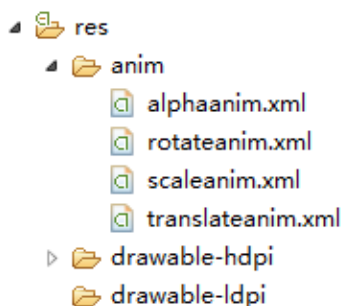 res
anim
alphaanim.xml
rotateanim.xml
scaleanim.xml
translateanim.xml
drawable-hdpi
drawable-ldpi